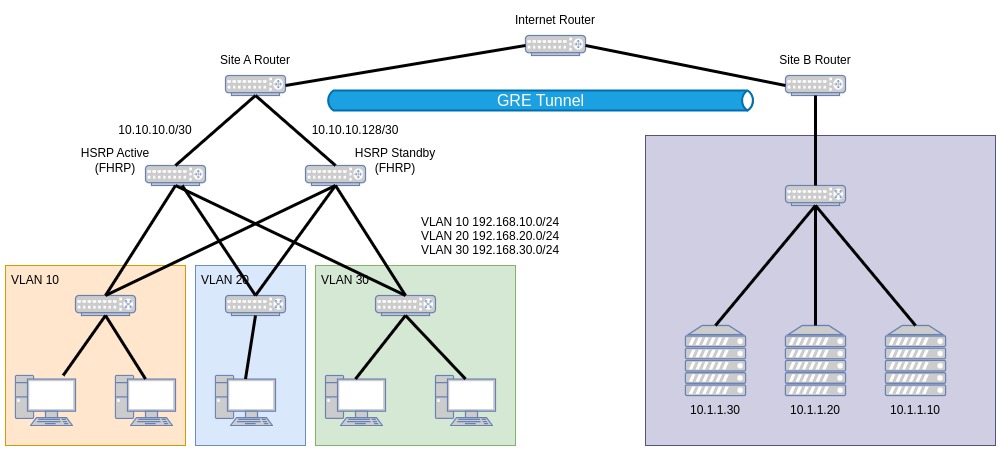 Internet Router
Site A Router
Site B Router
GRE Tunnel
10.10.10.0/30
10.10.10.128/30
HSRP Active
(FHRP)
HSRP Standby
(FHRP)
VLAN 10 192.168.10.0/24
VLAN 20 192.168.20.0/24
VLAN 30 192.168.30.0/24
VLAN 10
VLAN 20
VLAN 30
10.1.1.30
10.1.1.20
10.1.1.10